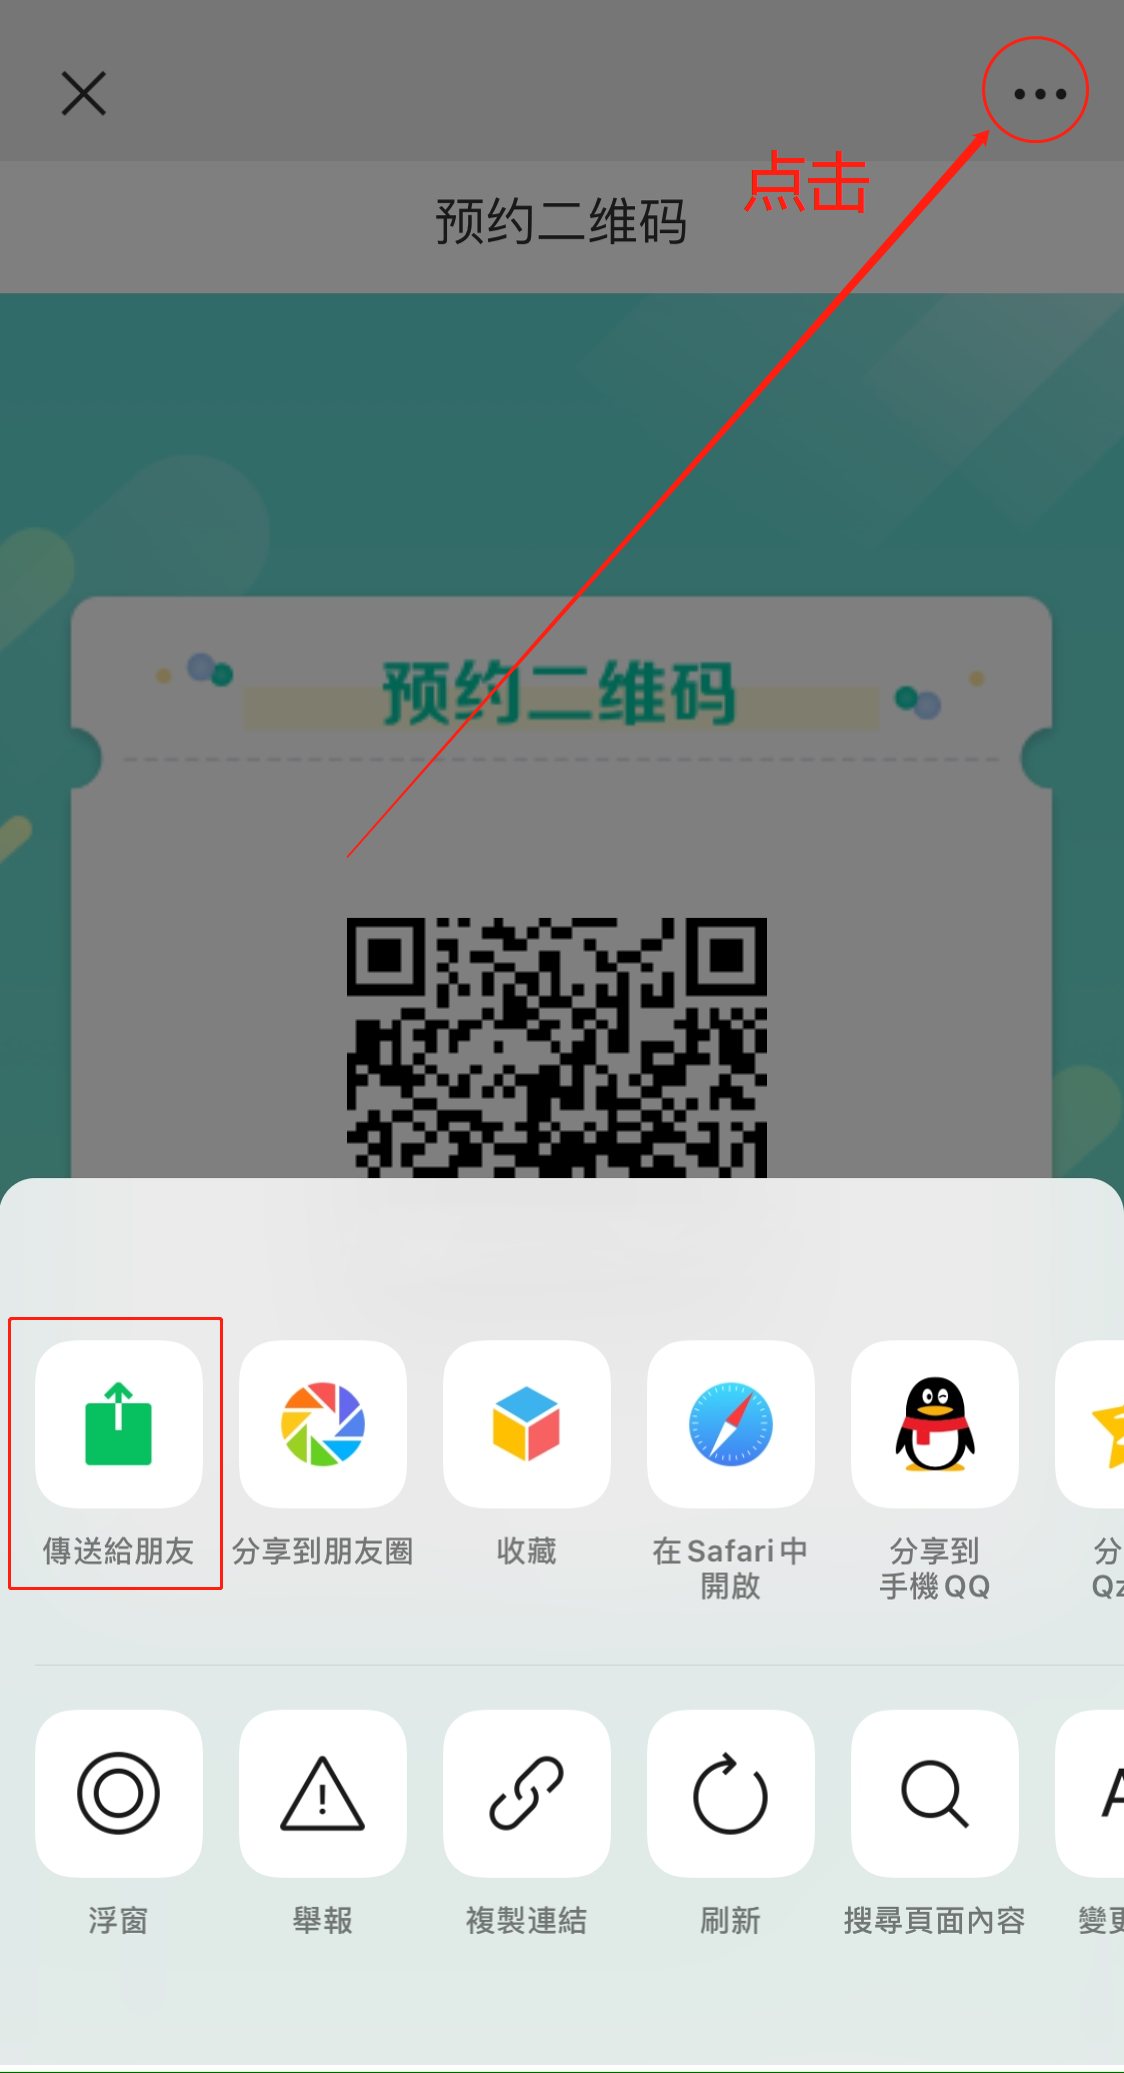 点击
预约二维码
预约二维码
傳送給朋友
分享到朋友圈
收藏
在Safari中
開啟
分享到
手機QQ
分
Qz
浮窗
舉報
複製連結
刷新
搜尋頁面內容
變更